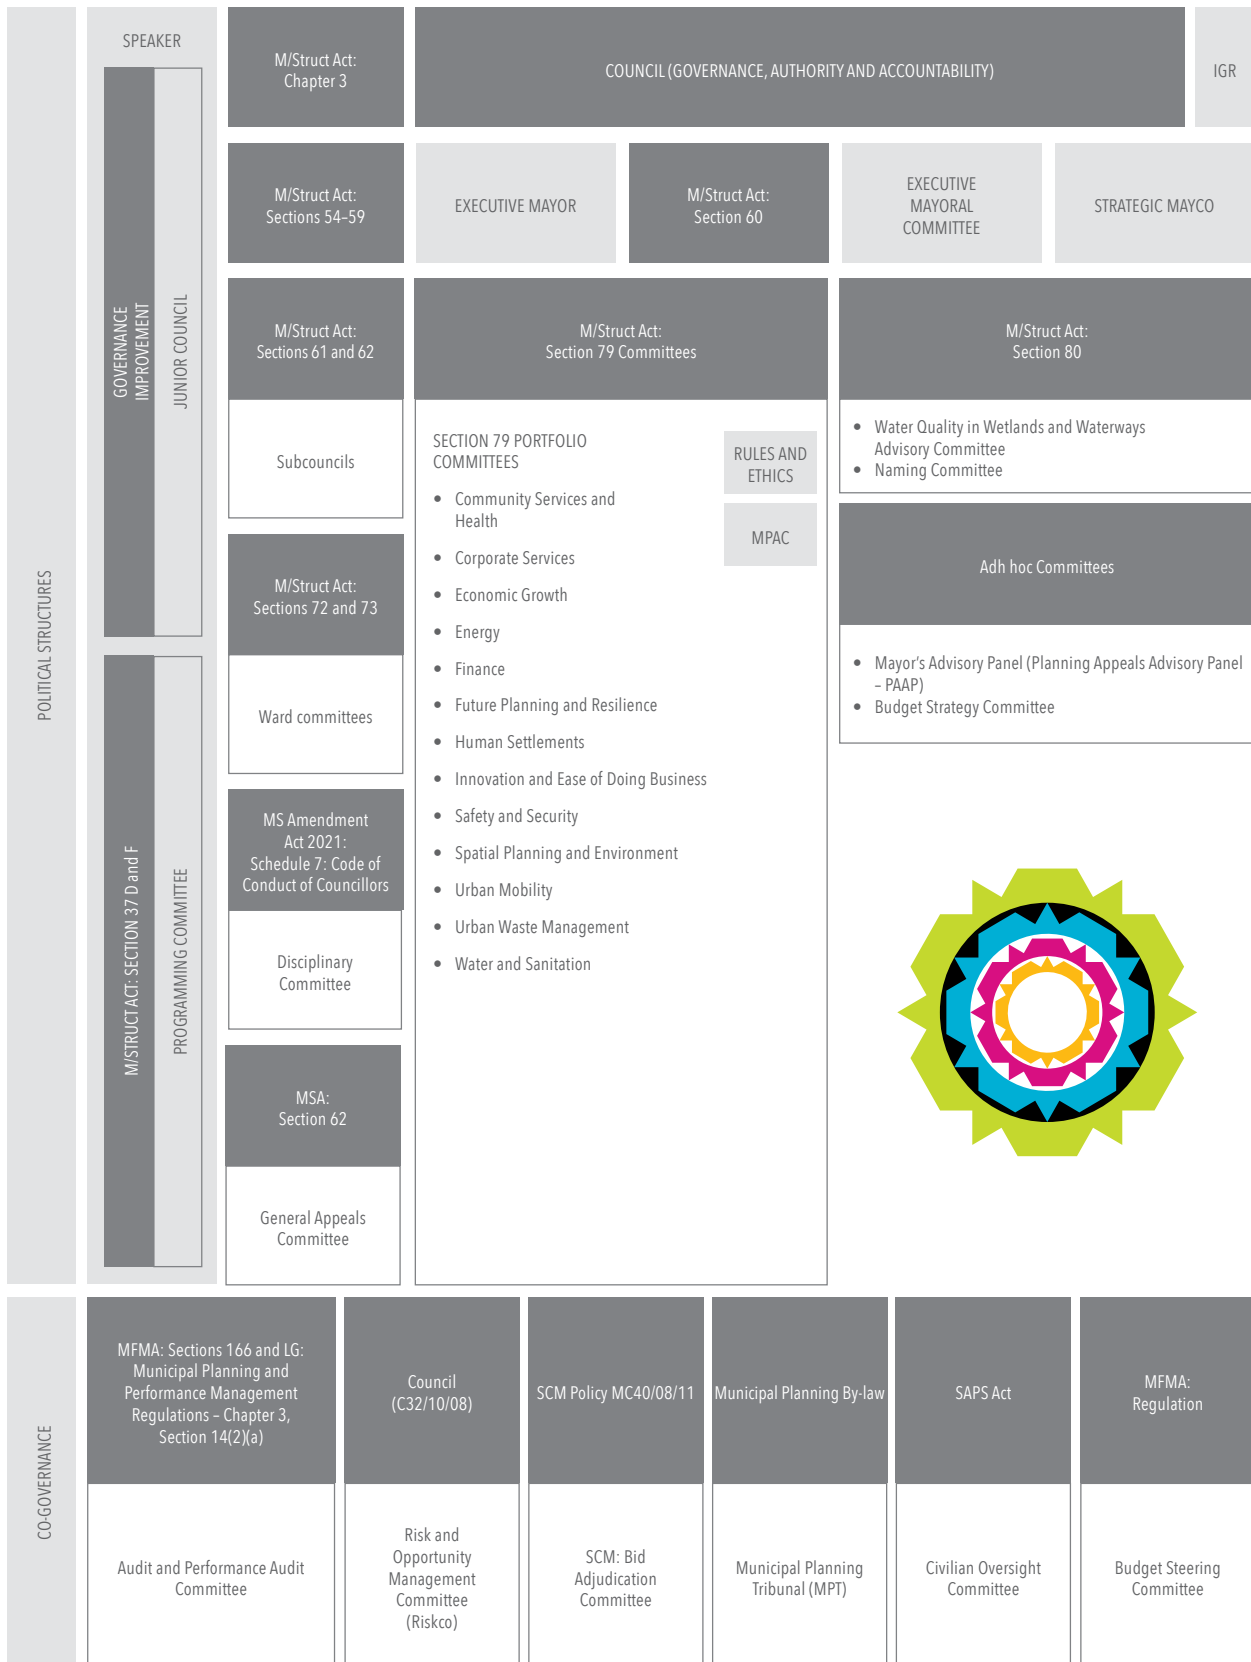 POLITICAL STRUCTURES
SPEAKER
GOVERNANCE
IMPROVEMENT
JUNIOR COUNCIL
M/STRUCT ACT: SECTION 37 D and F
PROGRAMMING COMMITTEE
M/Struct Act:
Chapter 3
COUNCIL (GOVERNANCE, AUTHORITY AND ACCOUNTABILITY)
IGR
M/Struct Act:
Sections 54–59
EXECUTIVE MAYOR
M/Struct Act:
Section 60
EXECUTIVE
MAYORAL
COMMITTEE
STRATEGIC MAYCO
M/Struct Act:
Sections 61 and 62
Subcouncils
M/Struct Act:
Sections 72 and 73
Ward committees
MS Amendment
Act 2021:
Schedule 7: Code of
Conduct of Councillors
Disciplinary
Committee
MSA:
Section 62
General Appeals
Committee
M/Struct Act:
Section 79 Committees
SECTION 79 PORTFOLIO
COMMITTEES
• Community Services and
Health
• Corporate Services
• Economic Growth
• Energy
• Finance
• Future Planning and Resilience
• Human Settlements
• Innovation and Ease of Doing Business
• Safety and Security
• Spatial Planning and Environment
• Urban Mobility
• Urban Waste Management
• Water and Sanitation
RULES AND
ETHICS
MPAC
M/Struct Act:
Section 80
• Water Quality in Wetlands and Waterways
Advisory Committee
• Naming Committee
Adh hoc Committees
• Mayor's Advisory Panel (Planning Appeals Advisory Panel
– PAAP)
• Budget Strategy Committee
CO-GOVERNANCE
MFMA: Sections 166 and LG:
Municipal Planning and
Performance Management
Regulations – Chapter 3,
Section 14(2)(a)
Audit and Performance Audit
Committee
Council
(C32/10/08)
Risk and
Opportunity
Management
Committee
(Riskco)
SCM Policy MC40/08/11
SCM: Bid
Adjudication
Committee
Municipal Planning By-law
Municipal Planning
Tribunal (MPT)
SAPS Act
Civilian Oversight
Committee
MFMA:
Regulation
Budget Steering
Committee